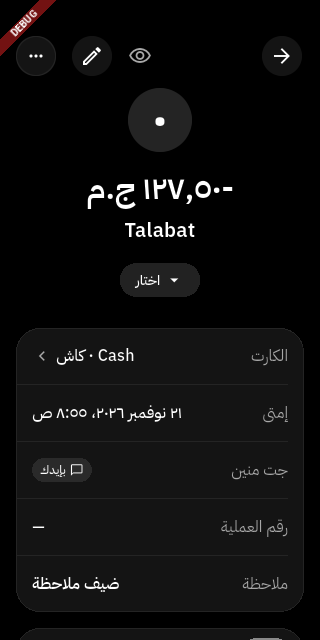 DEBUG
-١٢٧,٥٠ ج.م
Talabat
اختار
الكارت
كاش · Cash
إمتى
٢١ نوفمبر ٢٠٢٦، ٨:٠٠ ص
جت منين
بإيدك
رقم العملية
—
ملاحظة
ضيف ملاحظة